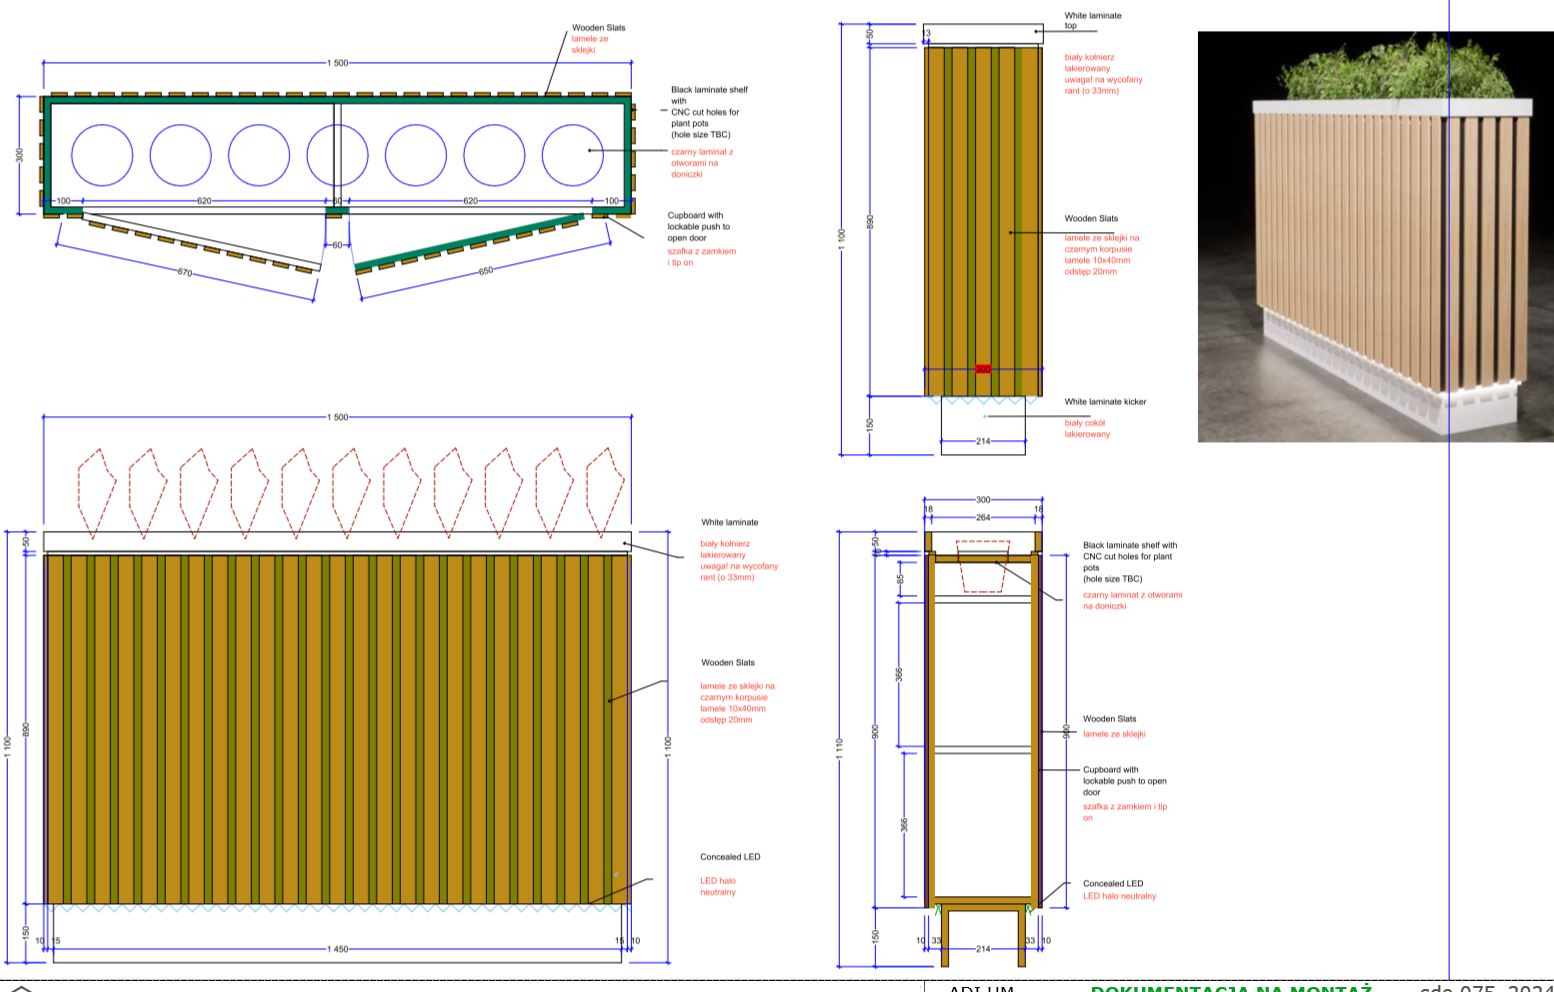 Wooden Slats
lamele ze
sklejki
1 500
Black laminate shelf
with
CNC cut holes for
plant pots
(hole size TBC)
czarny laminat z
otworami na
doniczki
300
100
620
60
620
100
Cupboard with
lockable push to
open door
szafka z zamkiem
i tip on
60
670
650
White laminate
top
13
50
biały kołnierz
lakierowany
uwaga! na wycofany
rant (o 33mm)
1 100
890
Wooden Slats
lamele ze sklejki na
czarnym korpusie
lamele 10x40mm
odstęp 20mm
300
White laminate kicker
biały cokół
lakierowany
150
214
1 500
White laminate
50
biały kołnierz
lakierowany
uwaga! na wycofany
rant (o 33mm)
Wooden Slats
lamele ze sklejki na
czarnym korpusie
lamele 10x40mm
odstęp 20mm
1 100
890
1 100
Concealed LED
LED halo
neutralny
150
10
15
1 450
15
10
300
18
18
264
50
10
85
Black laminate shelf with
CNC cut holes for plant
pots
(hole size TBC)
czarny laminat z otworami
na doniczki
366
Wooden Slats
lamele ze sklejki
1 110
900
900
Cupboard with
lockable push to open
door
szafka z zamkiem i tip
on
366
Concealed LED
LED halo neutralny
150
10
33
214
33
10
DOKUMENTACJA NA MONTAŻ